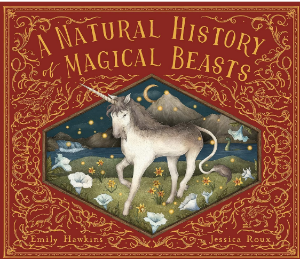 A NATURAL HISTORY
of MAGICAL BEASTS
Emily Hawkins
Jessica Roux